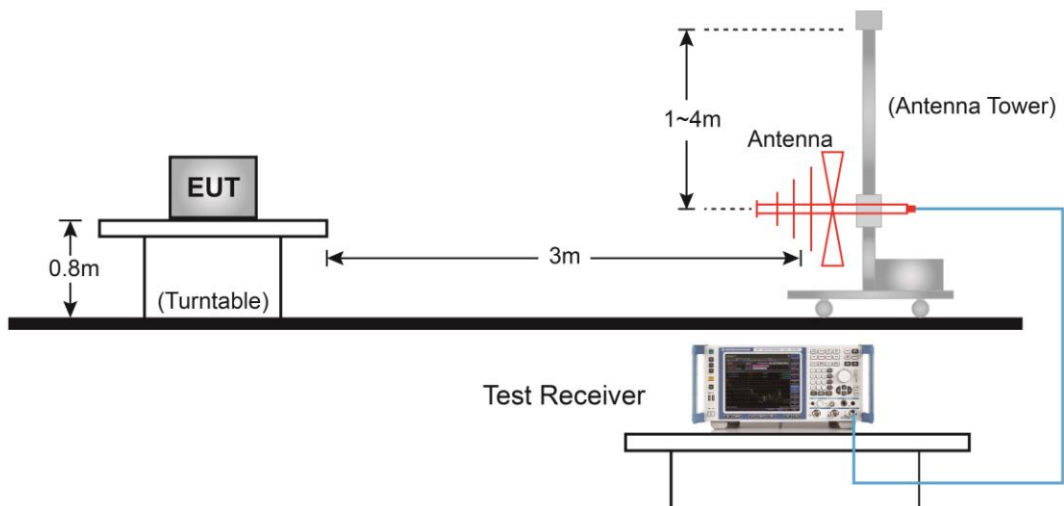 1~4m
(Antenna Tower)
Antenna
EUT
0.8m
3m
(Turntable)
Test Receiver